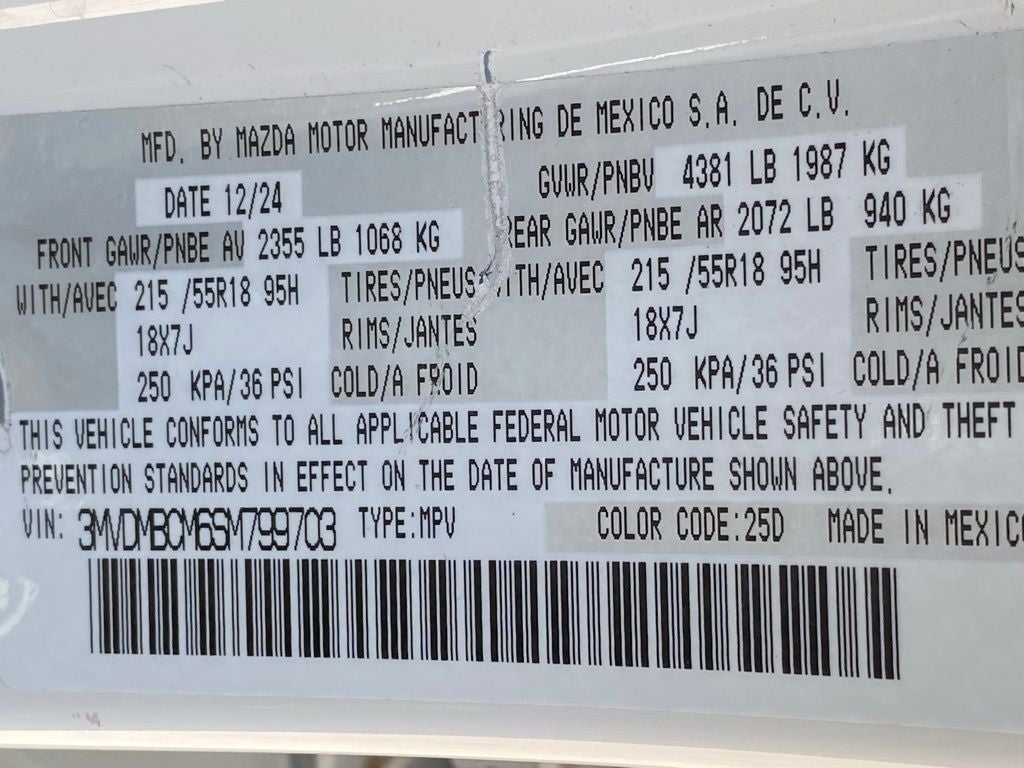 MFD. BY MAZDA MOTOR MANUFACTURING DE MEXICO S.A. DE C.V.
DATE 12/24 GVWR/PNBV 4381 LB 1987 KG
FRONT GAWR/PNBE AV 2355 LB 1068 KG REAR GAWR/PNBE AR 2072 LB 940 KG
WITH/AVEC 215 /55R18 95H TIRES/PNEUS WITH/AVEC 215 /55R18 95H TIRES/PNEUS
18X7J RIMS/JANTES 18X7J RIMS/JANTES
250 KPA/36 PSI COLD/A FROID 250 KPA/36 PSI COLD/A FROID
THIS VEHICLE CONFORMS TO ALL APPLICABLE FEDERAL MOTOR VEHICLE SAFETY AND THEFT
PREVENTION STANDARDS IN EFFECT ON THE DATE OF MANUFACTURE SHOWN ABOVE.
VIN: 3MVDMBCM6SM799703 TYPE:MPV COLOR CODE:25D MADE IN MEXICO